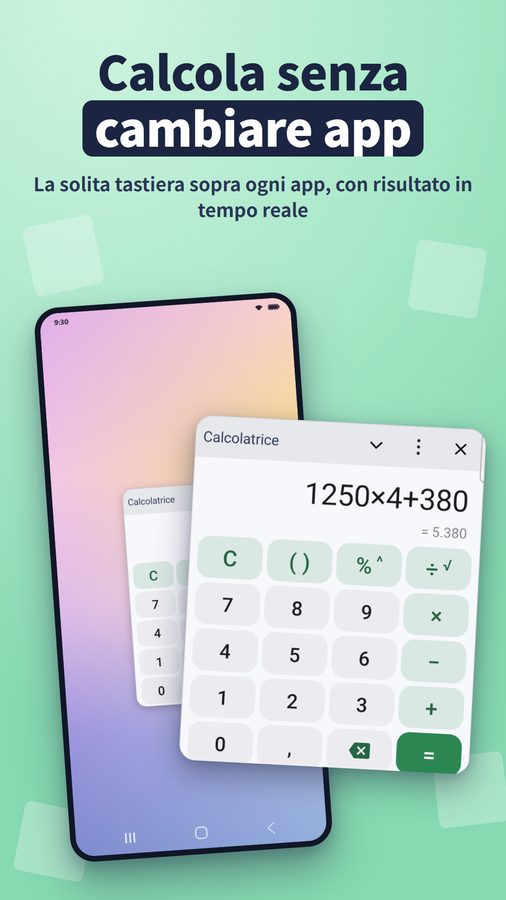 Calcola senza
cambiare app
La solita tastiera sopra ogni app, con risultato in
tempo reale
9:30
Calcolatrice
C
7
4
1
0
Calcolatrice
1250×4+380
= 5.380
C ( ) % ^ ÷ √
7 8 9 ×
4 5 6 −
1 2 3 +
0 , =